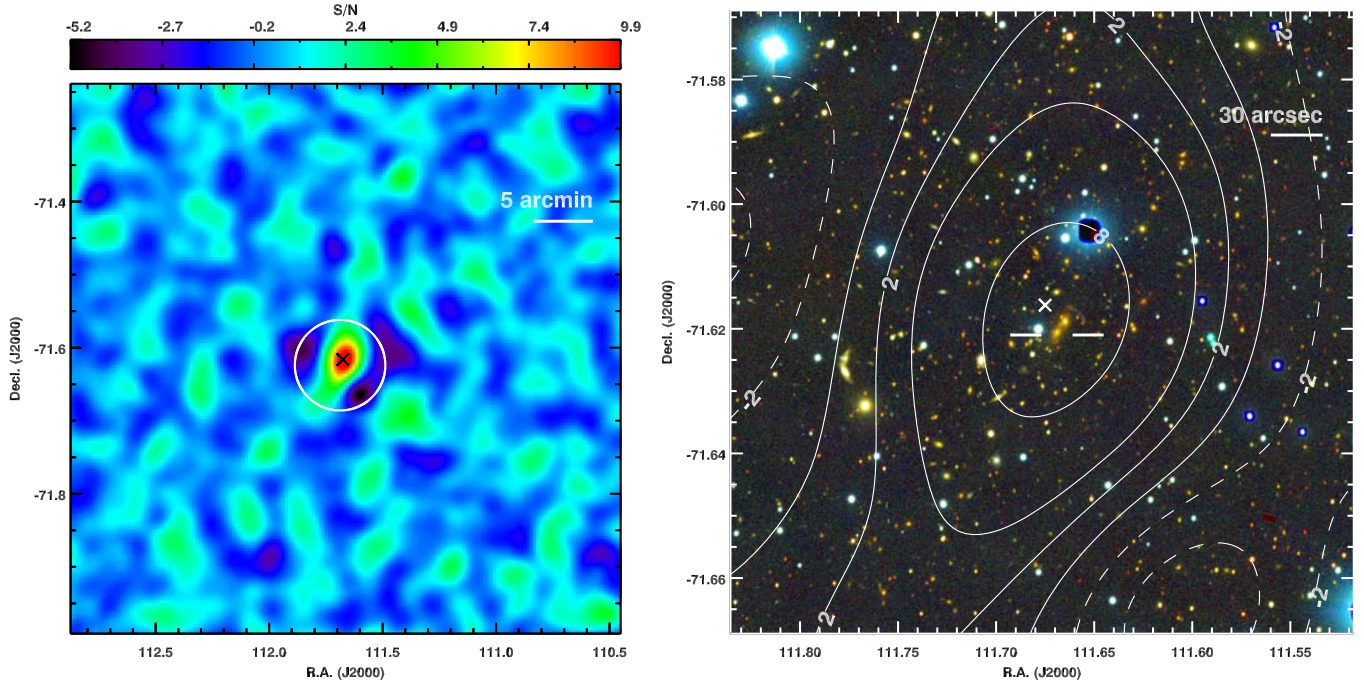 S/N
-5.2 -2.7 -0.2 2.4 4.9 7.4 9.9
5 arcmin
-71.4
-71.6
-71.8
Decl. (J2000)
112.5 112.0 111.5 111.0 110.5
R.A. (J2000)
30 arcsec
2
-2
8
2
2
-2
-2
2
-2
-71.58
-71.60
-71.62
-71.64
-71.66
Decl. (J2000)
111.80 111.75 111.70 111.65 111.60 111.55
R.A. (J2000)